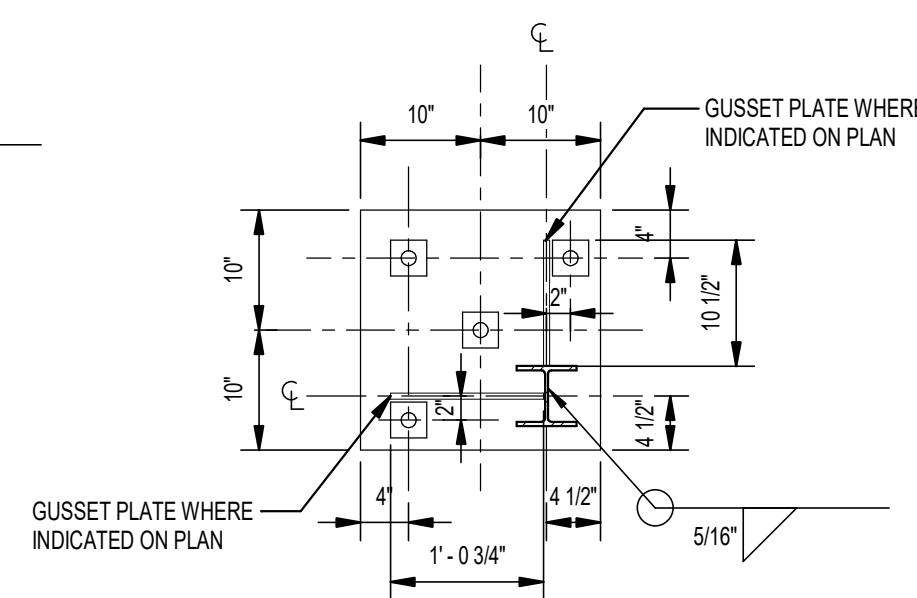 ℄
10" 10"
GUSSET PLATE WHERE
INDICATED ON PLAN
4"
10"
2"
10 1/2"
10"
℄
2"
4 1/2"
4"
4 1/2"
GUSSET PLATE WHERE
INDICATED ON PLAN
5/16"
1' - 0 3/4"